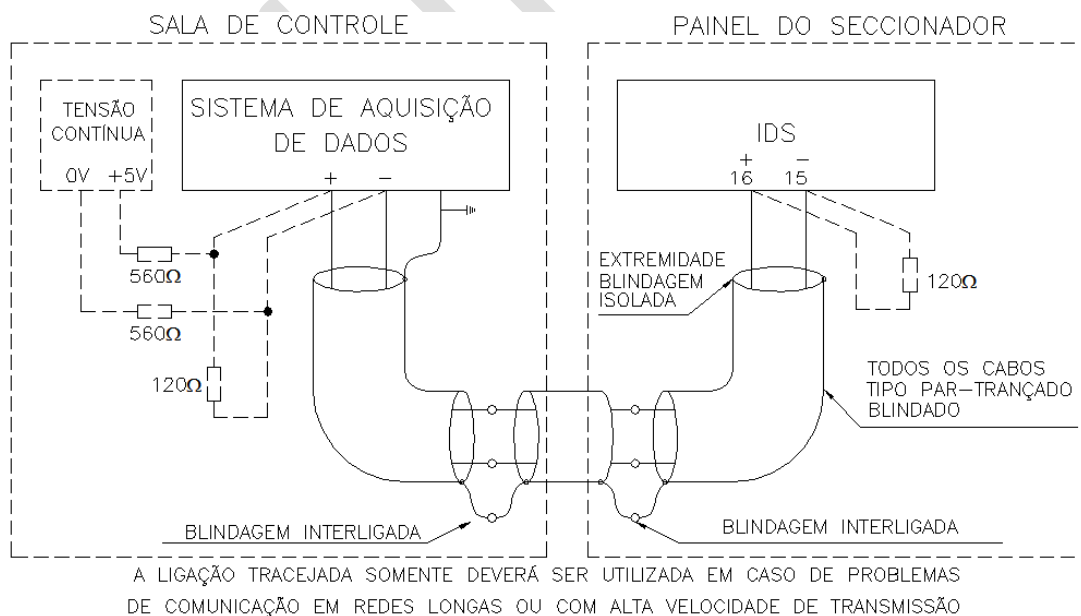 SALA DE CONTROLE
PAINEL DO SECCIONADOR
TENSÃO
CONTÍNUA
0V +5V
SISTEMA DE AQUISIÇÃO
DE DADOS
+ −
IDS
+ −
16 15
560Ω
560Ω
120Ω
EXTREMIDADE
BLINDAGEM
ISOLADA
120Ω
TODOS OS CABOS
TIPO PAR-TRANÇADO
BLINDADO
BLINDAGEM INTERLIGADA
BLINDAGEM INTERLIGADA
A LIGAÇÃO TRACEJADA SOMENTE DEVERÁ SER UTILIZADA EM CASO DE PROBLEMAS
DE COMUNICAÇÃO EM REDES LONGAS OU COM ALTA VELOCIDADE DE TRANSMISSÃO